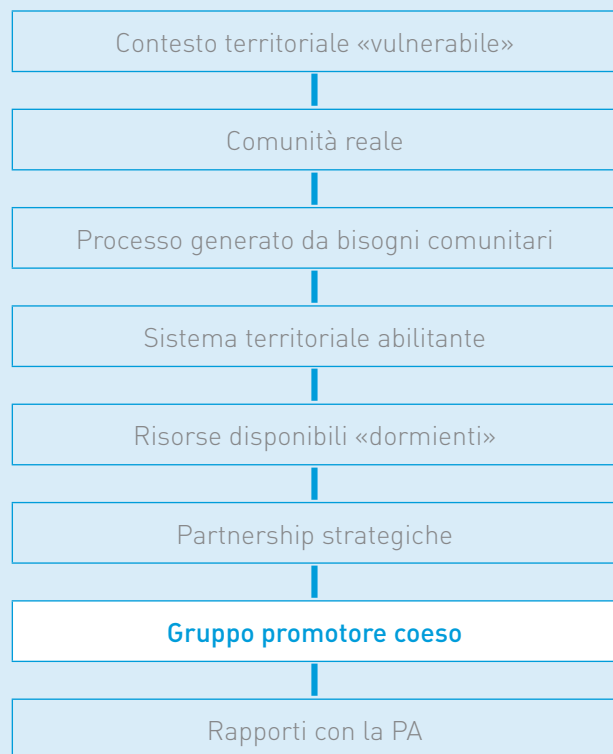 Contesto territoriale «vulnerabile»
Comunità reale
Processo generato da bisogni comunitari
Sistema territoriale abilitante
Risorse disponibili «dormienti»
Partnership strategiche
Gruppo promotore coeso
Rapporti con la PA